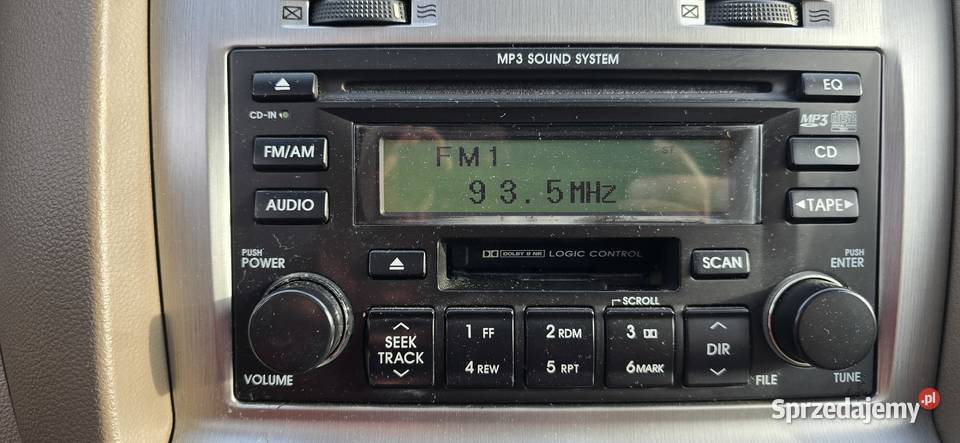 MP3 SOUND SYSTEM
EQ
CD-IN
MP3
FM/AM
FM1
ST
CD
AUDIO
93.5MHz
◄TAPE►
PUSH
POWER
DOLBY B NR LOGIC CONTROL
SCAN
PUSH
ENTER
SCROLL
SEEK
TRACK
1 FF
2 RDM
3
DIR
4 REW
5 RPT
6 MARK
VOLUME
FILE
TUNE
Sprzedajemy.pl